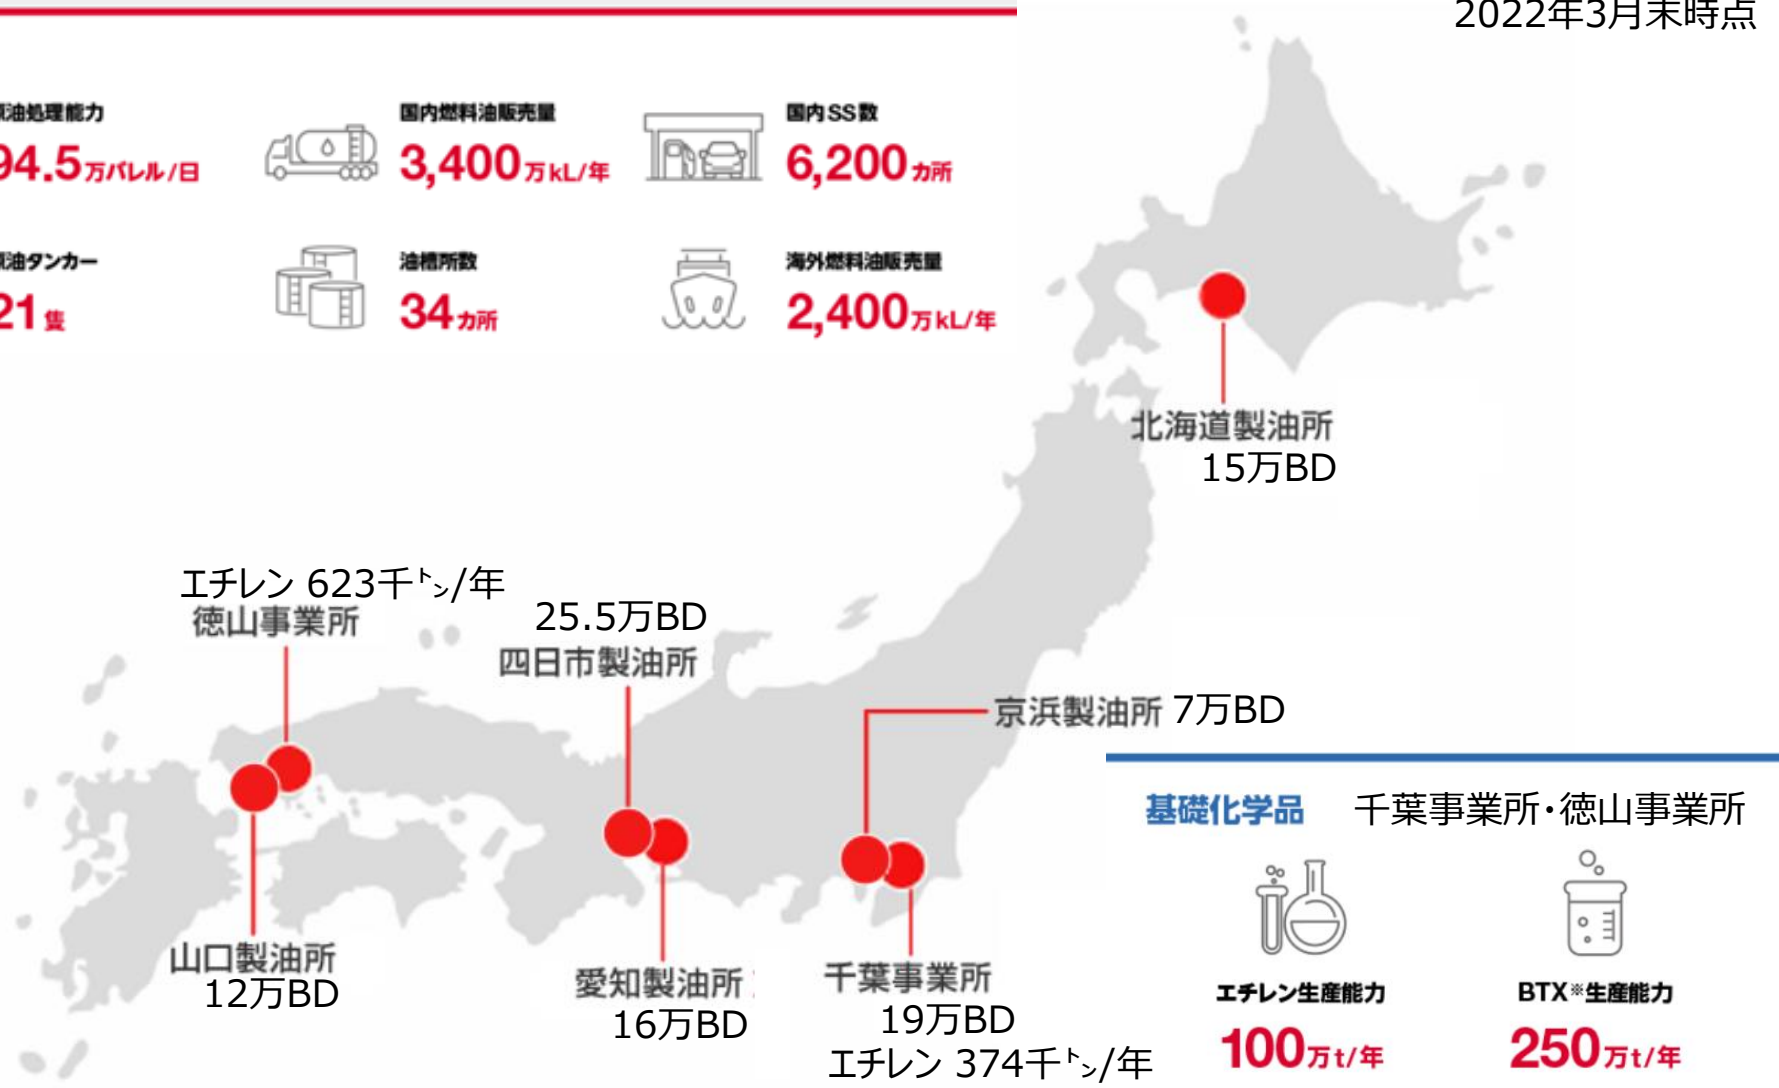 2022年3月末時点
原油処理能力
94.5万バレル/日
国内燃料油販売量
3,400万kL/年
国内SS数
6,200カ所
原油タンカー
21隻
油槽所数
34カ所
海外燃料油販売量
2,400万kL/年
北海道製油所
15万BD
エチレン 623千㌧/年
徳山事業所
25.5万BD
四日市製油所
京浜製油所 7万BD
基礎化学品 千葉事業所・徳山事業所
山口製油所
12万BD
愛知製油所
16万BD
千葉事業所
19万BD
エチレン 374千㌧/年
エチレン生産能力
100万t/年
BTX※生産能力
250万t/年